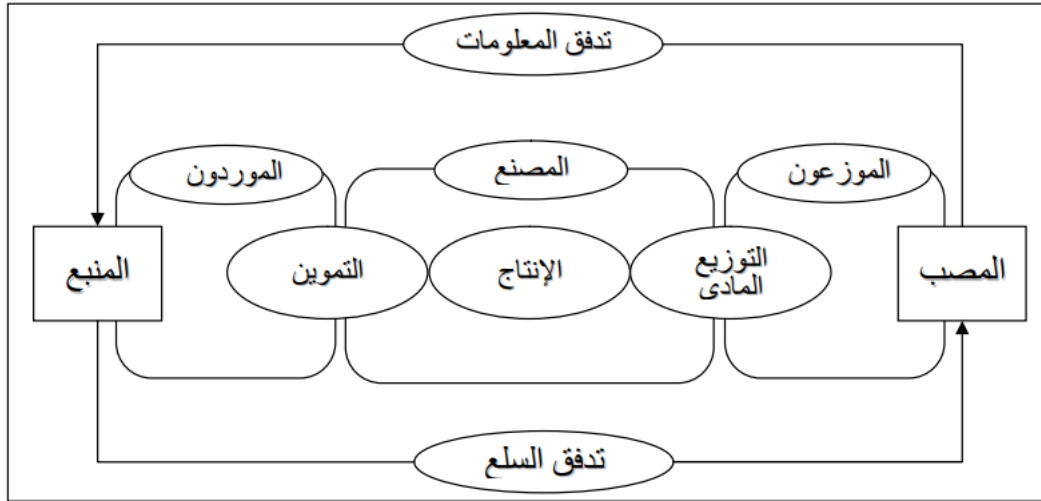 تدفق المعلومات
الموزعون
المصنع
الموردون
المصب
التوزيع
المادى
الإنتاج
التموين
المنبع
تدفق السلع